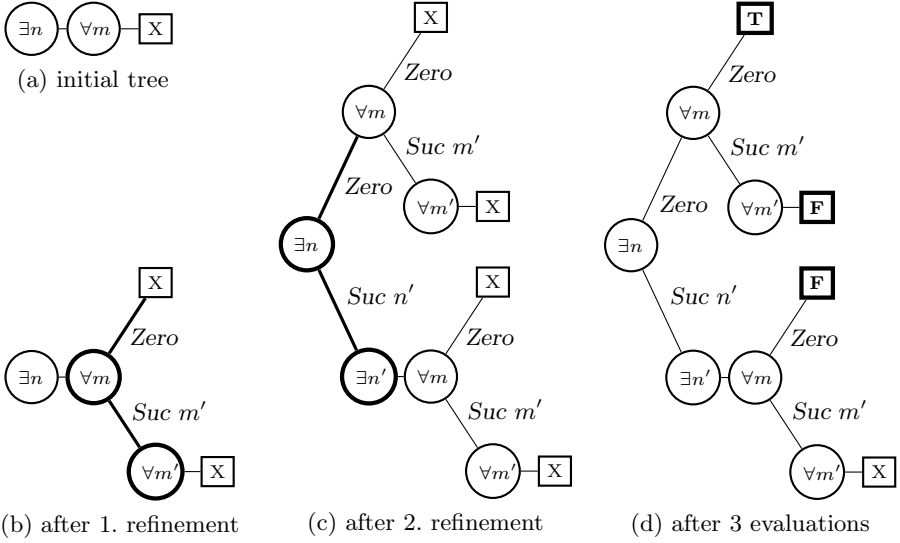 ∃n ∀m X
(a) initial tree
X
Zero
∀m
Suc m′
∃n
∀m′ X
(b) after 1. refinement
X
Zero
∀m
Suc m′
Zero
∀m′ X
∃n
Suc n′
X
Zero
∃n′ ∀m
Suc m′
∀m′ X
(c) after 2. refinement
T
Zero
∀m
Suc m′
Zero
∀m′ F
∃n
Suc n′
F
Zero
∃n′ ∀m
Suc m′
∀m′ X
(d) after 3 evaluations